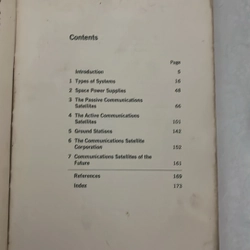 Contents
Page
Introduction 5
1 Types of Systems 16
2 Space Power Supplies 46
3 The Passive Communications
Satellites 66
4 The Active Communications
Satellites 101
5 Ground Stations 142
6 The Communications Satellite
Corporation 152
7 Communications Satellites of the
Future 161
References 169
Index 173